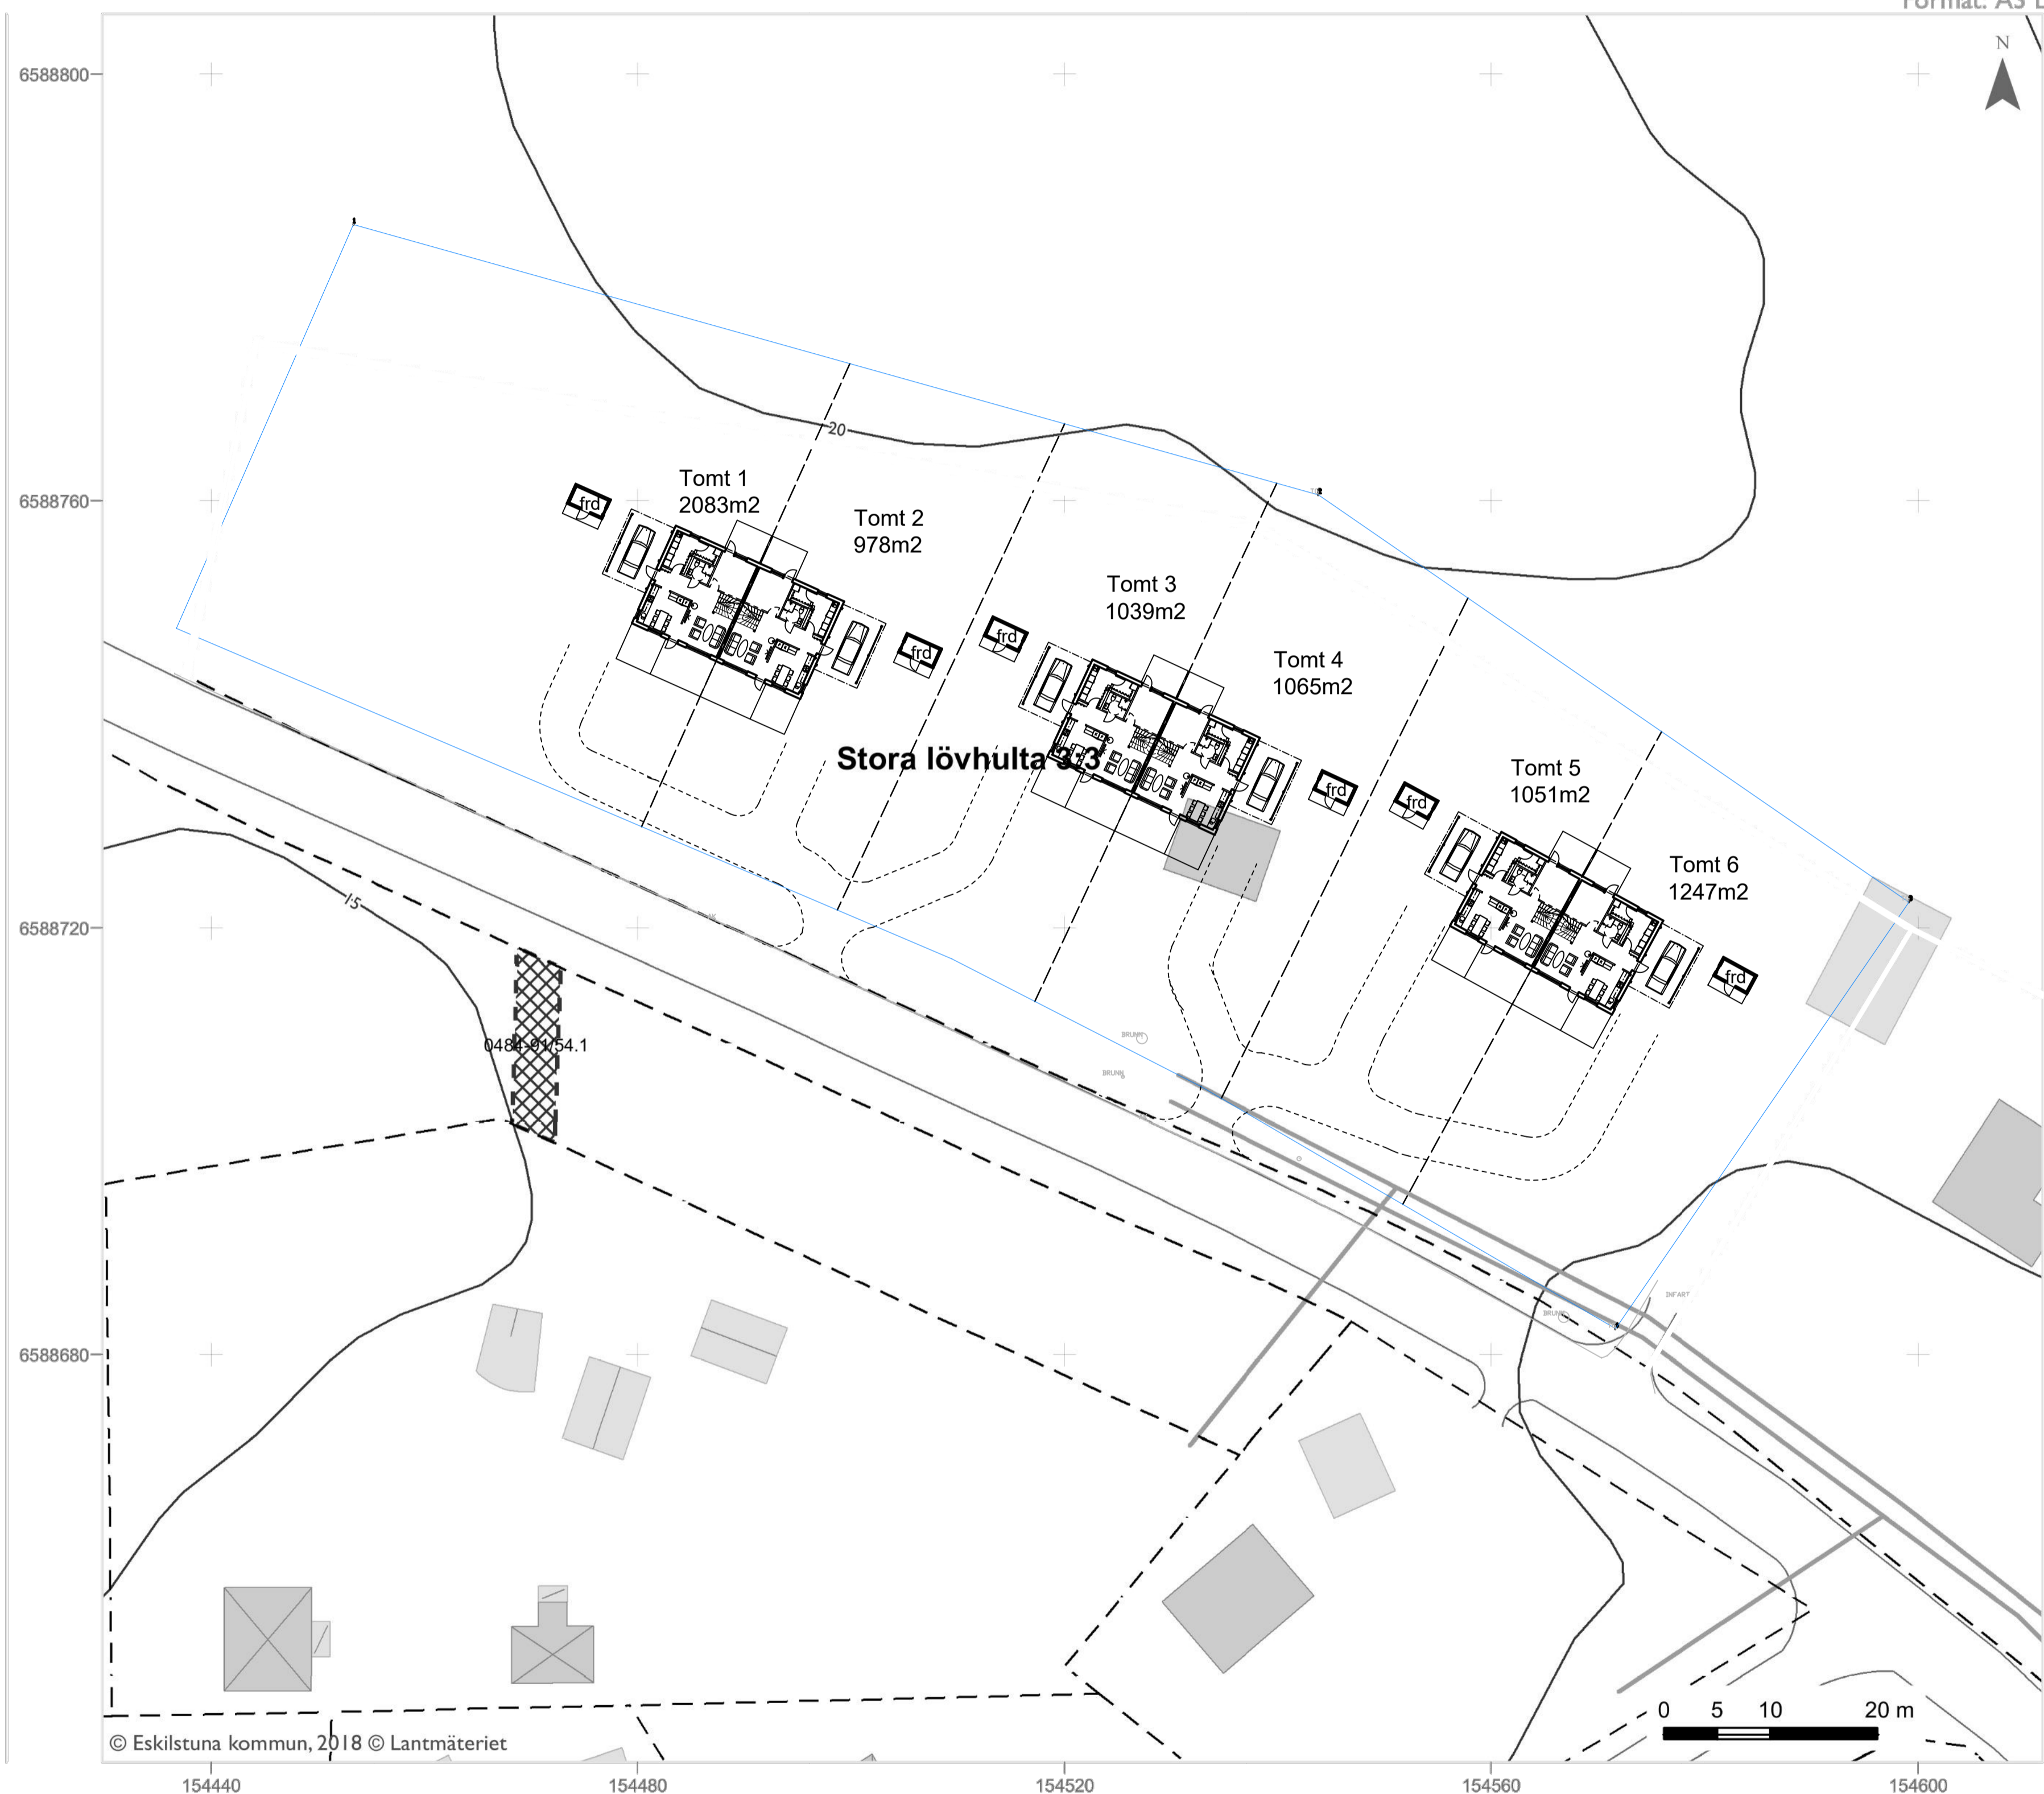 Format: A3 L
N
6588800
20
Tomt 1
2083m2
6588760
frd
Tomt 2
978m2
Tomt 3
1039m2
frd
frd
Tomt 4
1065m2
Stora lövhulta 3:3
Tomt 5
1051m2
frd
frd
Tomt 6
1247m2
15
6588720
frd
0484-91/54.1
BRUNN
BRUNN
INFART
BRUNN
6588680
0 5 10 20 m
© Eskilstuna kommun, 2018 © Lantmäteriet
154440 154480 154520 154560 154600